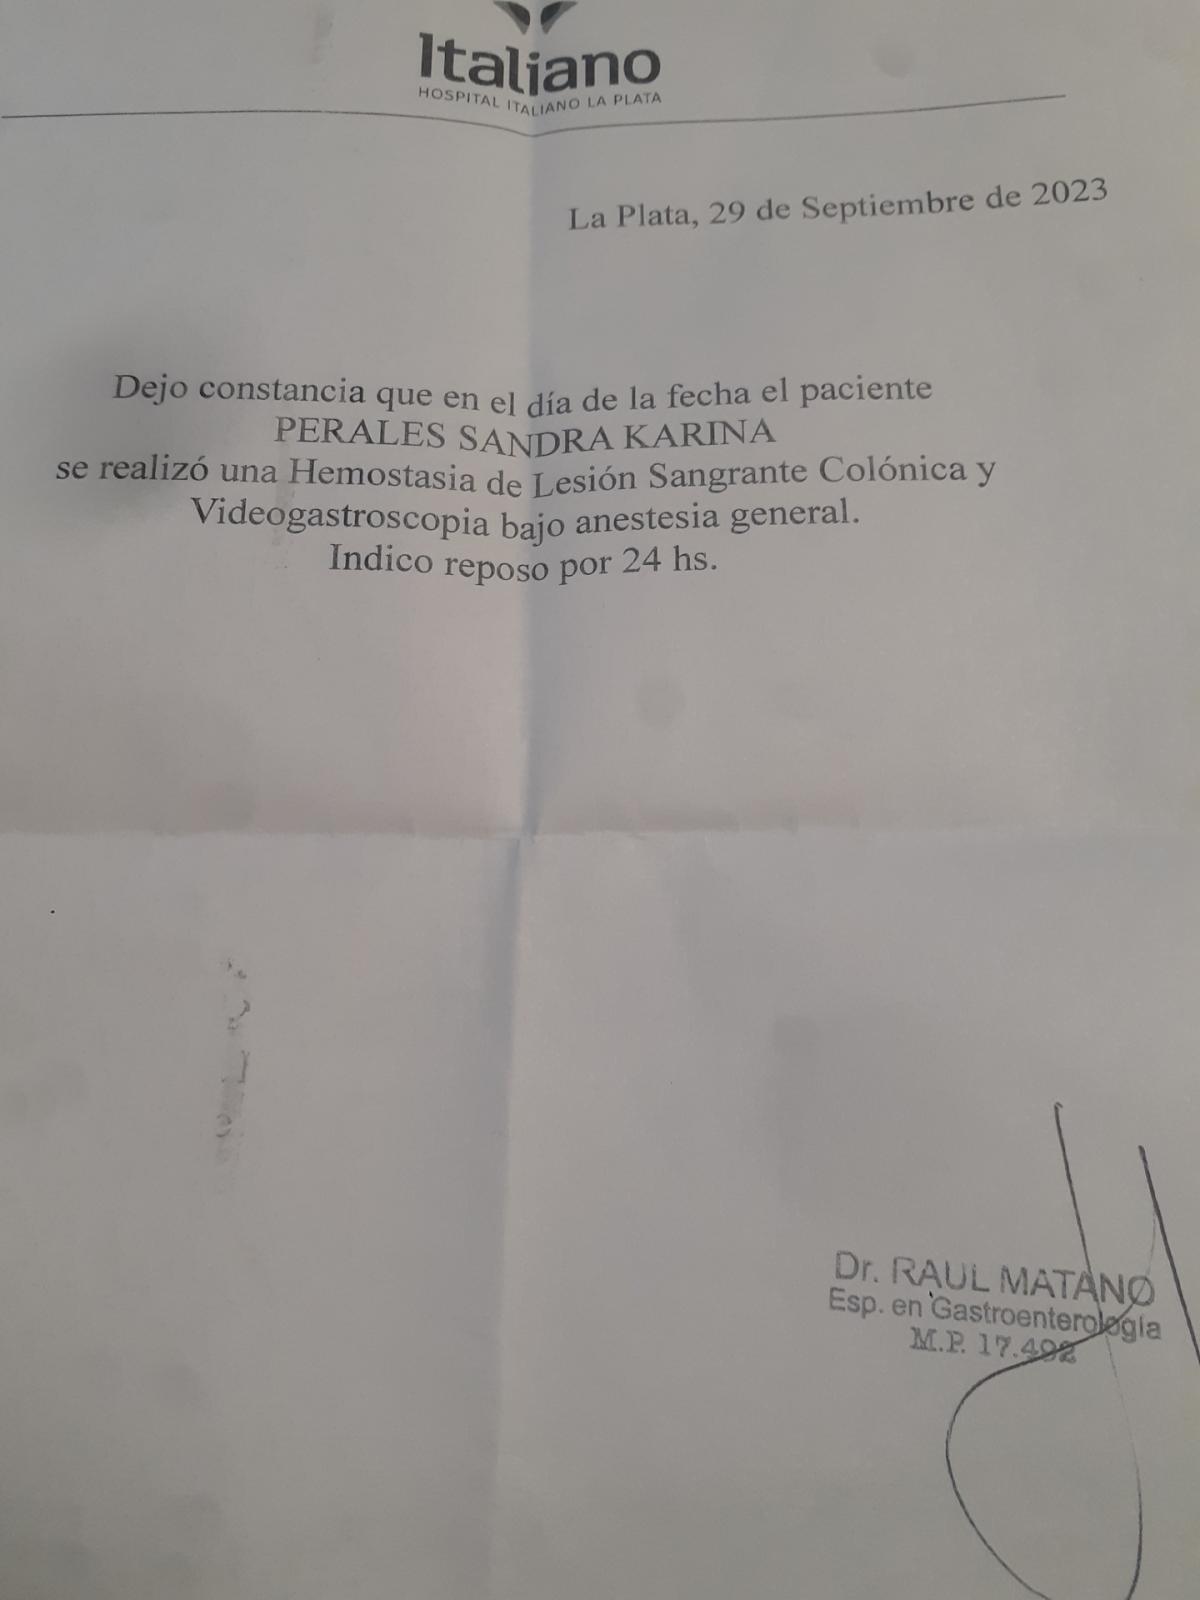 Italiano
HOSPITAL ITALIANO LA PLATA
La Plata, 29 de Septiembre de 2023
Dejo constancia que en el día de la fecha el paciente
PERALES SANDRA KARINA
se realizó una Hemostasia de Lesión Sangrante Colónica y
Videogastroscopia bajo anestesia general.
Indico reposo por 24 hs.
Dr. RAUL MATANO
Esp. en Gastroenterología
M.P. 17.492